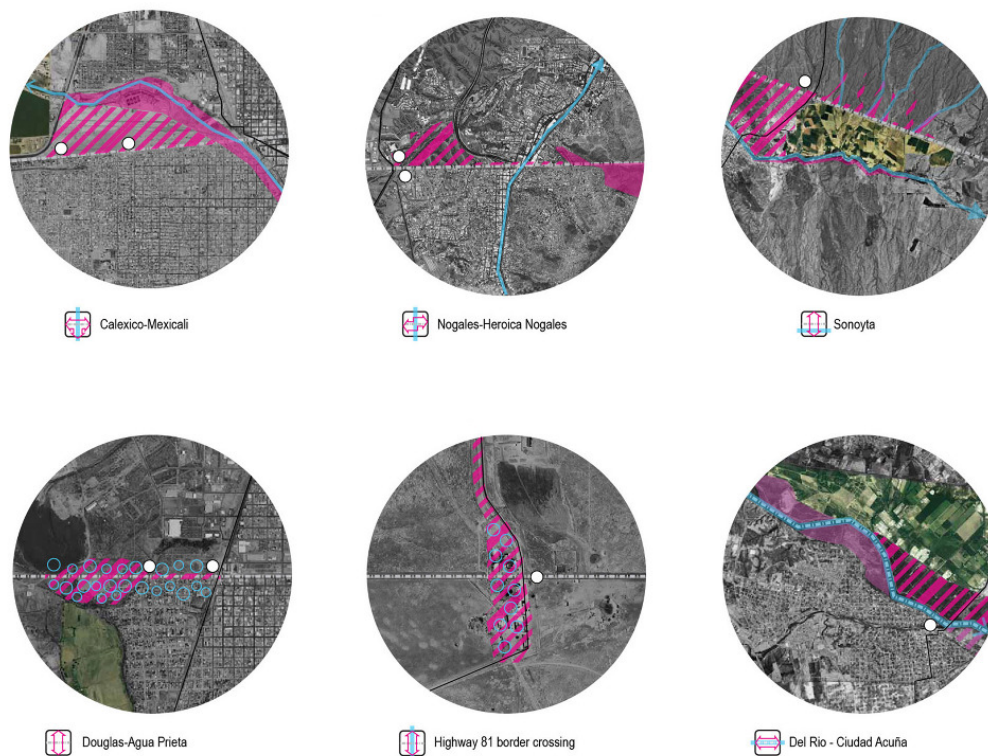 Calexico-Mexicali
Nogales-Heroica Nogales
Sonoyta
Douglas-Agua Prieta
Highway 81 border crossing
Del Rio - Ciudad Acuña